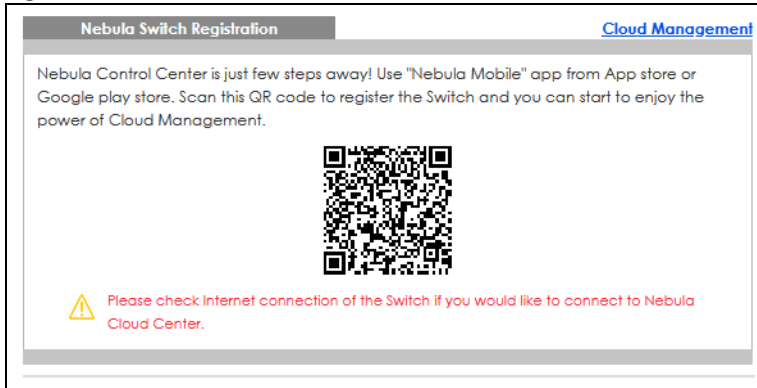 Nebula Switch Registration
Cloud Management
Nebula Control Center is just few steps away! Use "Nebula Mobile" app from App store or
Google play store. Scan this QR code to register the Switch and you can start to enjoy the
power of Cloud Management.
Please check Internet connection of the Switch if you would like to connect to Nebula
Cloud Center.